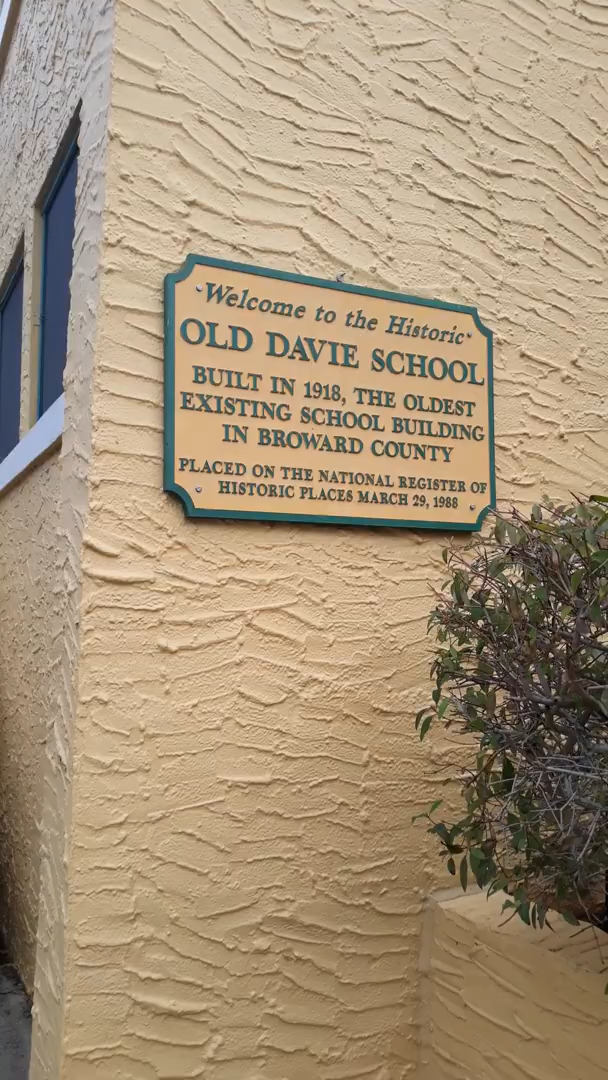 Welcome to the Historic
OLD DAVIE SCHOOL
BUILT IN 1918, THE OLDEST
EXISTING SCHOOL BUILDING
IN BROWARD COUNTY
PLACED ON THE NATIONAL REGISTER OF
HISTORIC PLACES MARCH 29, 1988